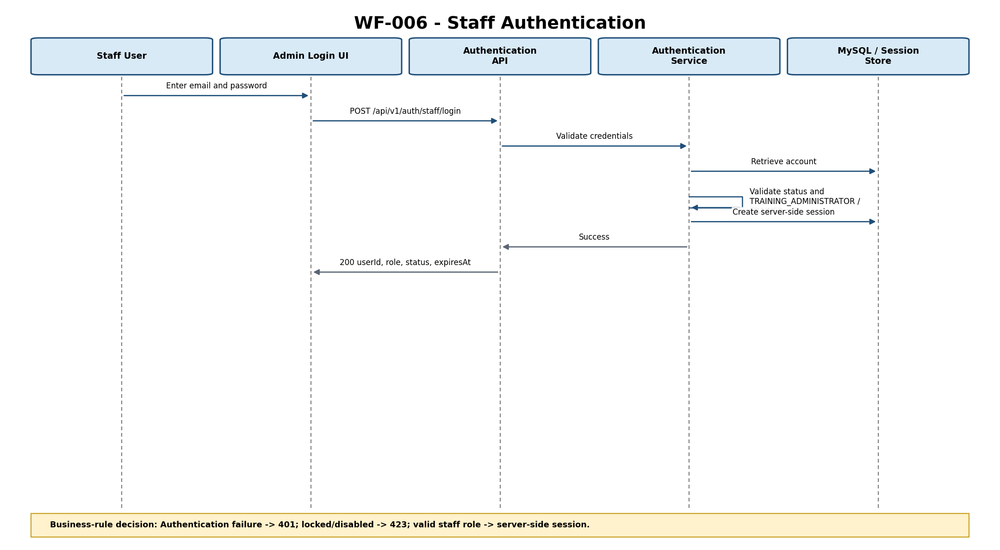 WF-006 - Staff Authentication
Staff User
Admin Login UI
Authentication
API
Authentication
Service
MySQL / Session
Store
Enter email and password
POST /api/v1/auth/staff/login
Validate credentials
Retrieve account
Validate status and
TRAINING_ADMINISTRATOR /
Create server-side session
Success
200 userId, role, status, expiresAt
Business-rule decision: Authentication failure -> 401; locked/disabled -> 423; valid staff role -> server-side session.